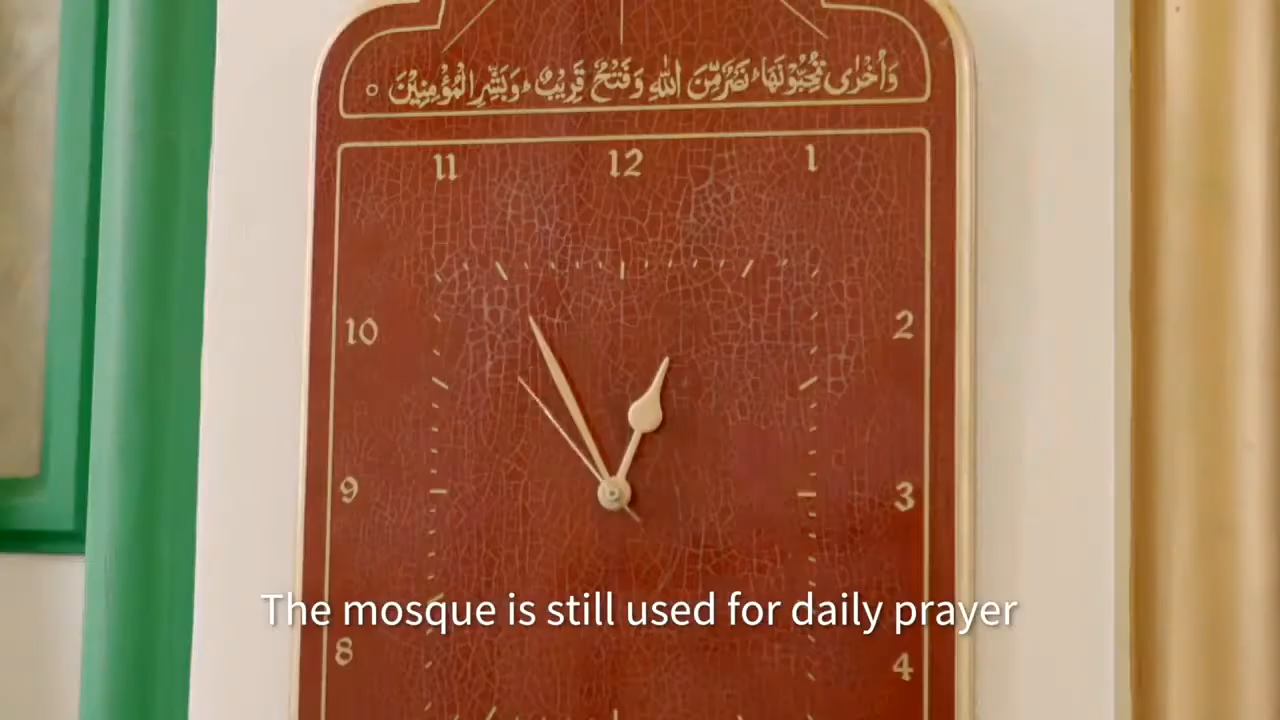 وَأُخْرَى تُحِبُّونَهَا نَصْرٌ مِّنَ اللَّهِ وَفَتْحٌ قَرِيبٌ وَبَشِّرِ الْمُؤْمِنِينَ
11 12 1
10 2
9 3
The mosque is still used for daily prayer
8 4